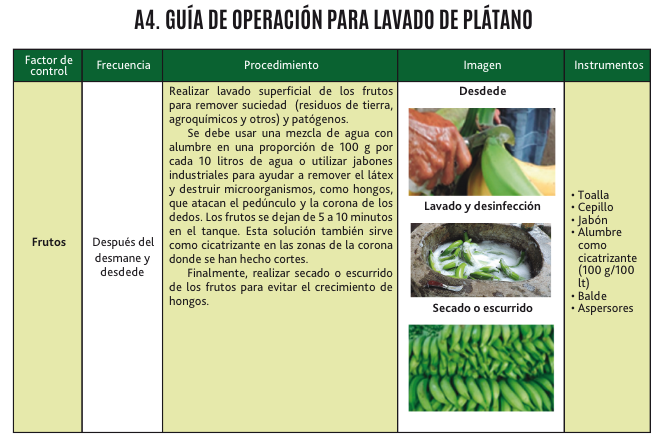 A4. GUÍA DE OPERACIÓN PARA LAVADO DE PLÁTANO
Factor de
control
Frecuencia
Procedimiento
Imagen
Instrumentos
Frutos
Después del
desmane y
desdede
Realizar lavado superficial de los frutos
para remover suciedad (residuos de tierra,
agroquímicos y otros) y patógenos.
Se debe usar una mezcla de agua con
alumbre en una proporción de 100 g por
cada 10 litros de agua o utilizar jabones
industriales para ayudar a remover el látex
y destruir microorganismos, como hongos,
que atacan el pedúnculo y la corona de los
dedos. Los frutos se dejan de 5 a 10 minutos
en el tanque. Esta solución también sirve
como cicatrizante en las zonas de la corona
donde se han hecho cortes.
Finalmente, realizar secado o escurrido
de los frutos para evitar el crecimiento de
hongos.
Desdede
Lavado y desinfección
Secado o escurrido
• Toalla
• Cepillo
• Jabón
• Alumbre
como
cicatrizante
(100 g/100
lt)
• Balde
• Aspersores